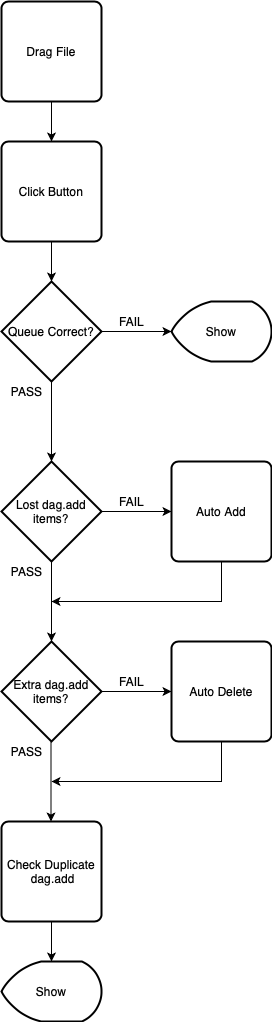 Drag File
Click Button
Queue Correct?
FAIL
Show
PASS
Lost dag.add
items?
FAIL
Auto Add
PASS
Extra dag.add
items?
FAIL
Auto Delete
PASS
Check Duplicate
dag.add
Show